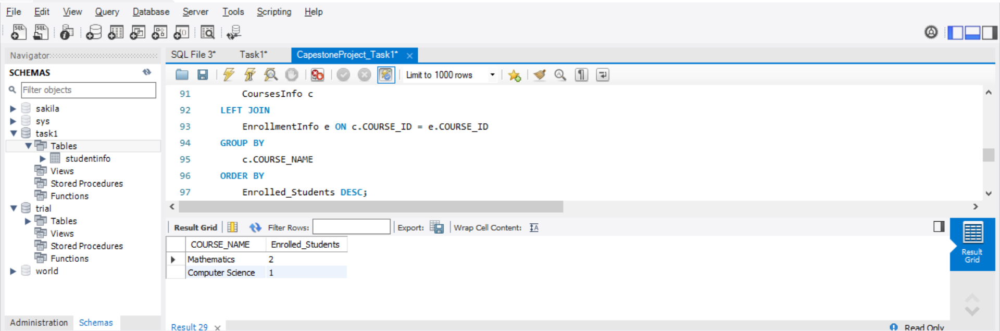 File Edit View Query Database Server Tools Scripting Help
SQL SQL
Navigator
SCHEMAS
Filter objects
sakila
sys
task1
Tables
studentinfo
Views
Stored Procedures
Functions
trial
Tables
Views
Stored Procedures
Functions
world
Administration Schemas
SQL File 3* Task1* CapestoneProject_Task1*
Limit to 1000 rows
91 CoursesInfo c
92 LEFT JOIN
93 EnrollmentInfo e ON c.COURSE_ID = e.COURSE_ID
94 GROUP BY
95 c.COURSE_NAME
96 ORDER BY
97 Enrolled_Students DESC;
Result Grid Filter Rows: Export: Wrap Cell Content:
COURSE_NAME Enrolled_Students
Mathematics 2
Computer Science 1
Result
Grid
Result 29 Read Only